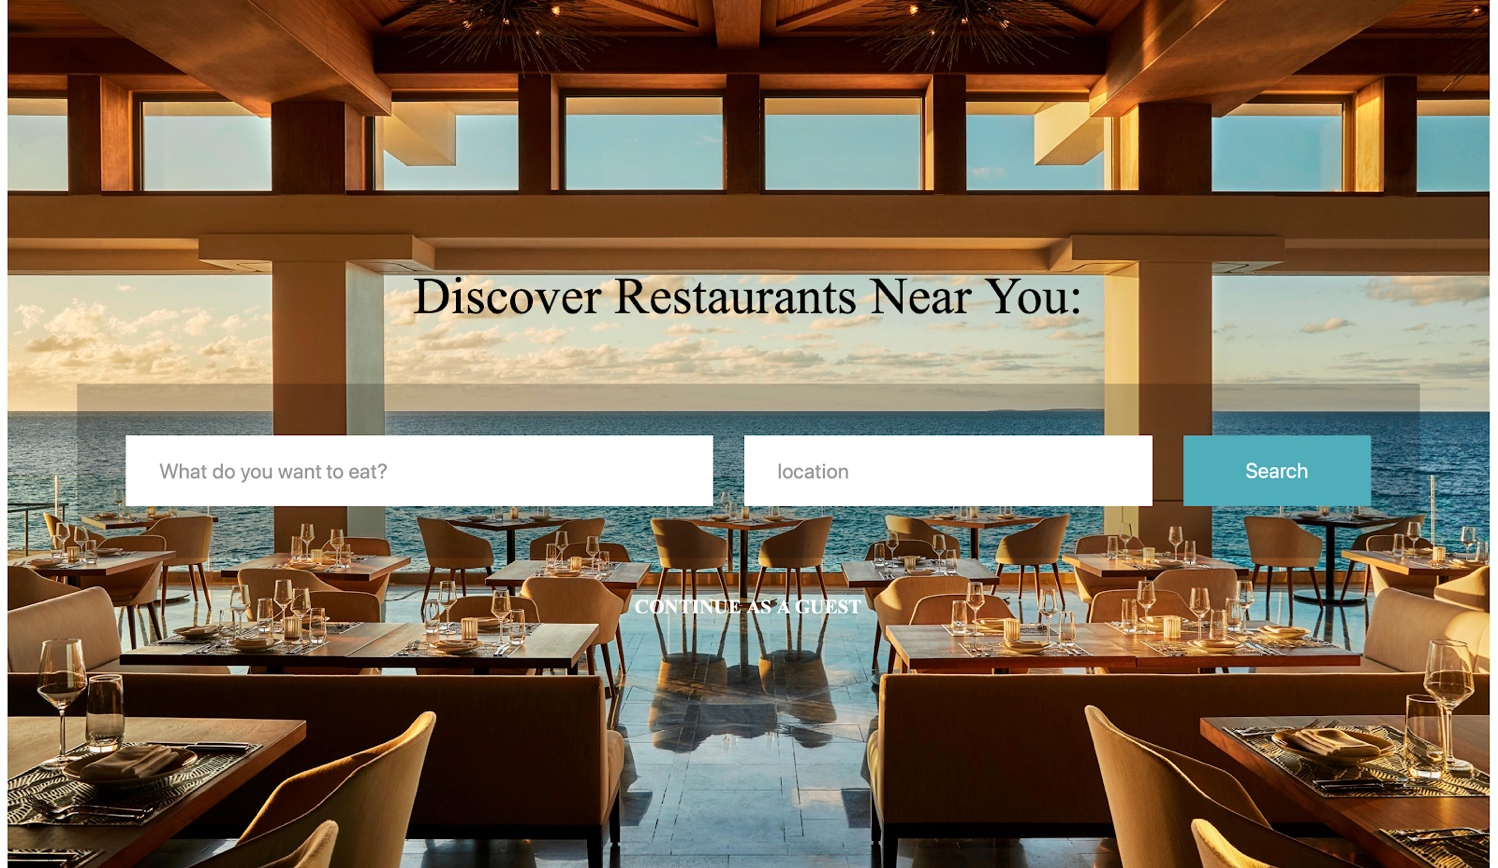 Discover Restaurants Near You:
What do you want to eat?
location
Search
CONTINUE AS A GUEST